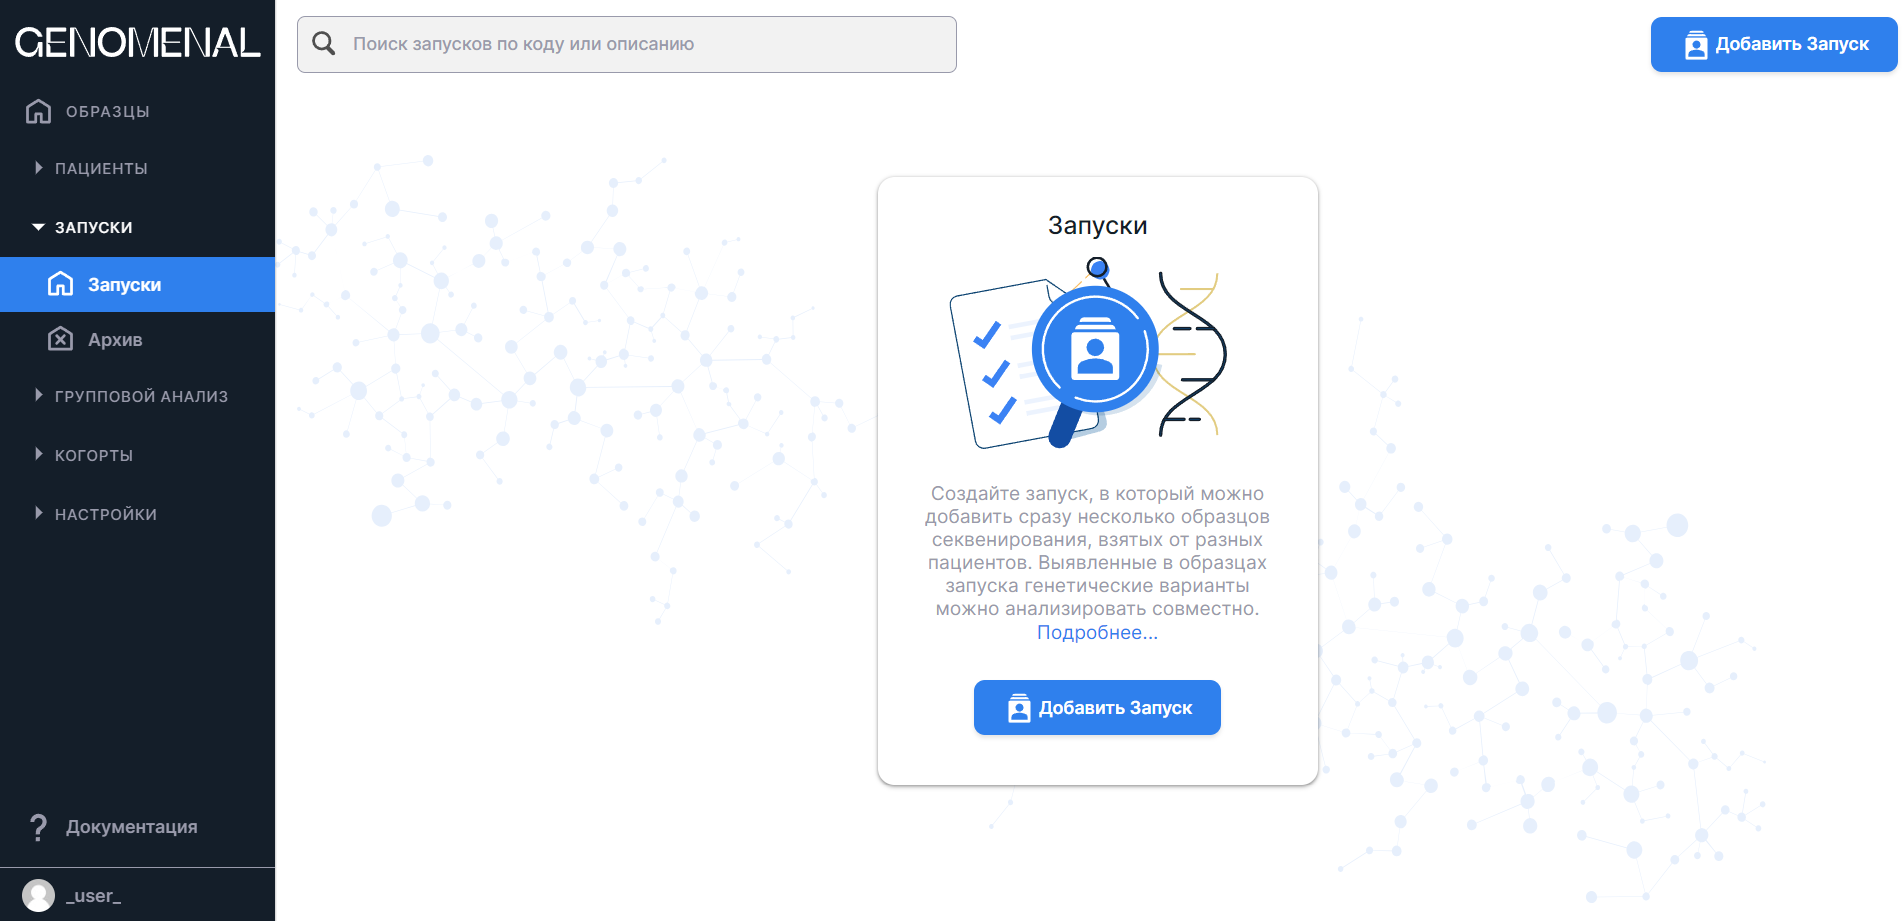 GENOMENAL
ОБРАЗЦЫ
ПАЦИЕНТЫ
ЗАПУСКИ
Запуски
Архив
ГРУППОВОЙ АНАЛИЗ
КОГОРТЫ
НАСТРОЙКИ
Документация
_user_
Поиск запусков по коду или описанию
Добавить Запуск
Запуски
Создайте запуск, в который можно
добавить сразу несколько образцов
секвенирования, взятых от разных
пациентов. Выявленные в образцах
запуска генетические варианты
можно анализировать совместно.
Подробнее...
Добавить Запуск